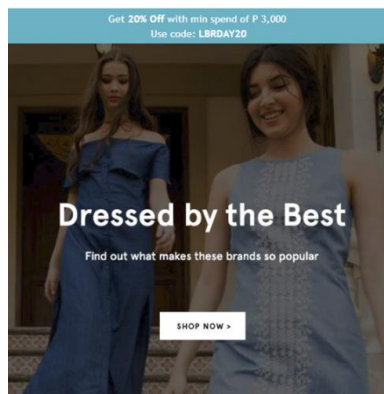 Get 20% Off with min spend of P 3,000
Use code: LBRDAY20
Dressed by the Best
Find out what makes these brands so popular
SHOP NOW >